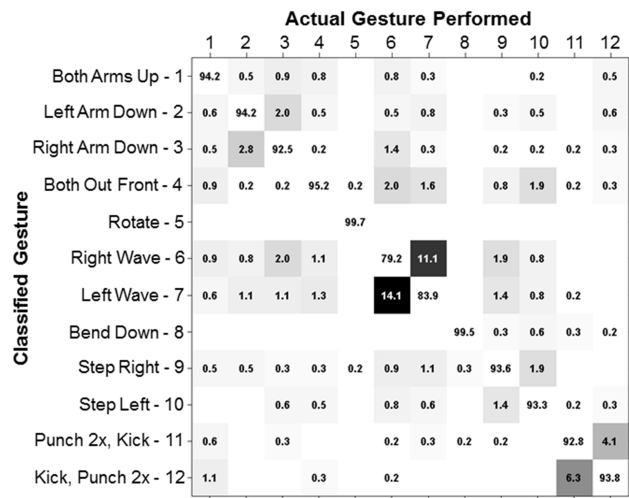 Actual Gesture Performed
1 2 3 4 5 6 7 8 9 10 11 12
Classified Gesture
Both Arms Up - 1 94.2 0.5 0.9 0.8 0.8 0.3 0.2 0.5
Left Arm Down - 2 0.6 94.2 2.0 0.5 0.5 0.8 0.3 0.5 0.6
Right Arm Down - 3 0.5 2.8 92.5 0.2 1.4 0.3 0.2 0.2 0.2 0.3
Both Out Front - 4 0.9 0.2 0.2 95.2 0.2 2.0 1.6 0.8 1.9 0.2 0.3
Rotate - 5 99.7
Right Wave - 6 0.9 0.8 2.0 1.1 79.2 11.1 1.9 0.8
Left Wave - 7 0.6 1.1 1.1 1.3 14.1 83.9 1.4 0.8 0.2
Bend Down - 8 99.5 0.3 0.6 0.3 0.2
Step Right - 9 0.5 0.5 0.3 0.3 0.2 0.9 1.1 0.3 93.6 1.9
Step Left - 10 0.6 0.5 0.8 0.6 1.4 93.3 0.2 0.3
Punch 2x, Kick - 11 0.6 0.3 0.2 0.3 0.2 0.2 92.8 4.1
Kick, Punch 2x - 12 1.1 0.3 0.2 6.3 93.8